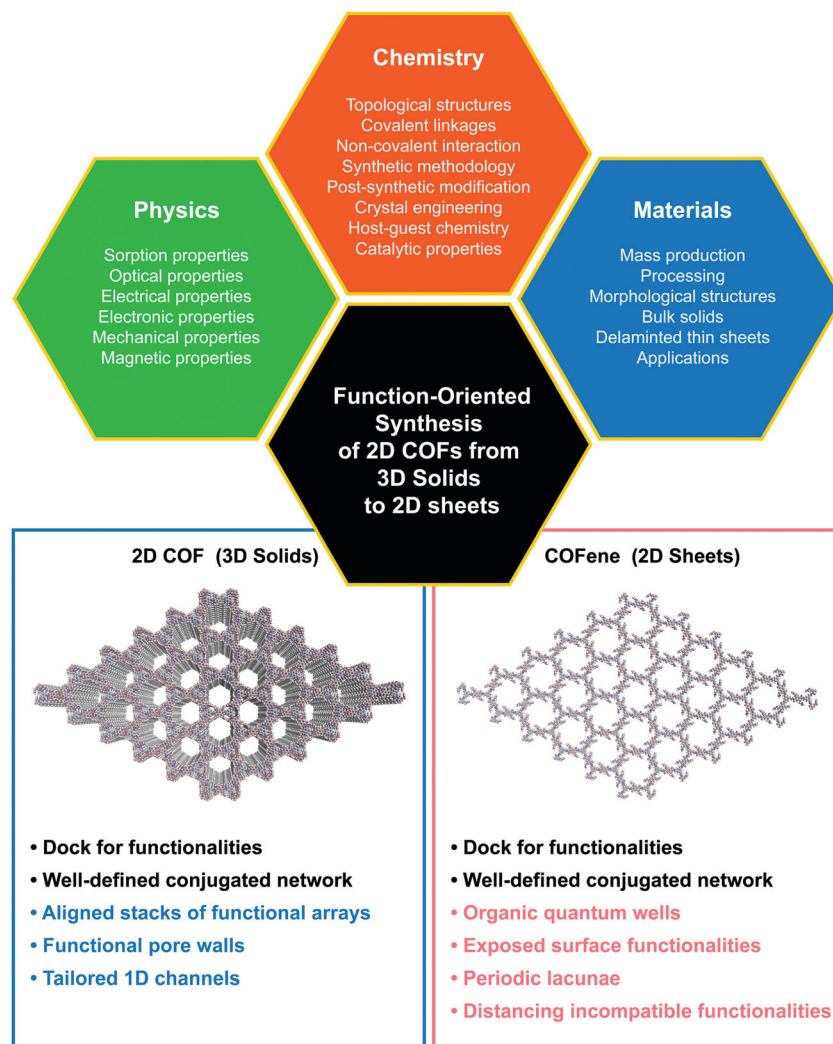 Chemistry
Topological structures
Covalent linkages
Non-covalent interaction
Synthetic methodology
Post-synthetic modification
Crystal engineering
Host-guest chemistry
Catalytic properties
Physics
Sorption properties
Optical properties
Electrical properties
Electronic properties
Mechanical properties
Magnetic properties
Materials
Mass production
Processing
Morphological structures
Bulk solids
Delaminted thin sheets
Applications
Function-Oriented
Synthesis
of 2D COFs from
3D Solids
to 2D sheets
2D COF (3D Solids)
• Dock for functionalities
• Well-defined conjugated network
• Aligned stacks of functional arrays
• Functional pore walls
• Tailored 1D channels
COFene (2D Sheets)
• Dock for functionalities
• Well-defined conjugated network
• Organic quantum wells
• Exposed surface functionalities
• Periodic lacunae
• Distancing incompatible functionalities